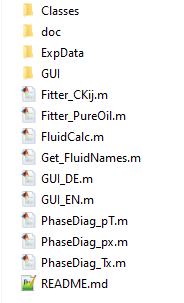 Classes
doc
ExpData
GUI
Fitter_CKij.m
Fitter_PureOil.m
FluidCalc.m
Get_FluidNames.m
GUI_DE.m
GUI_EN.m
PhaseDiag_pT.m
PhaseDiag_px.m
PhaseDiag_Tx.m
README.md